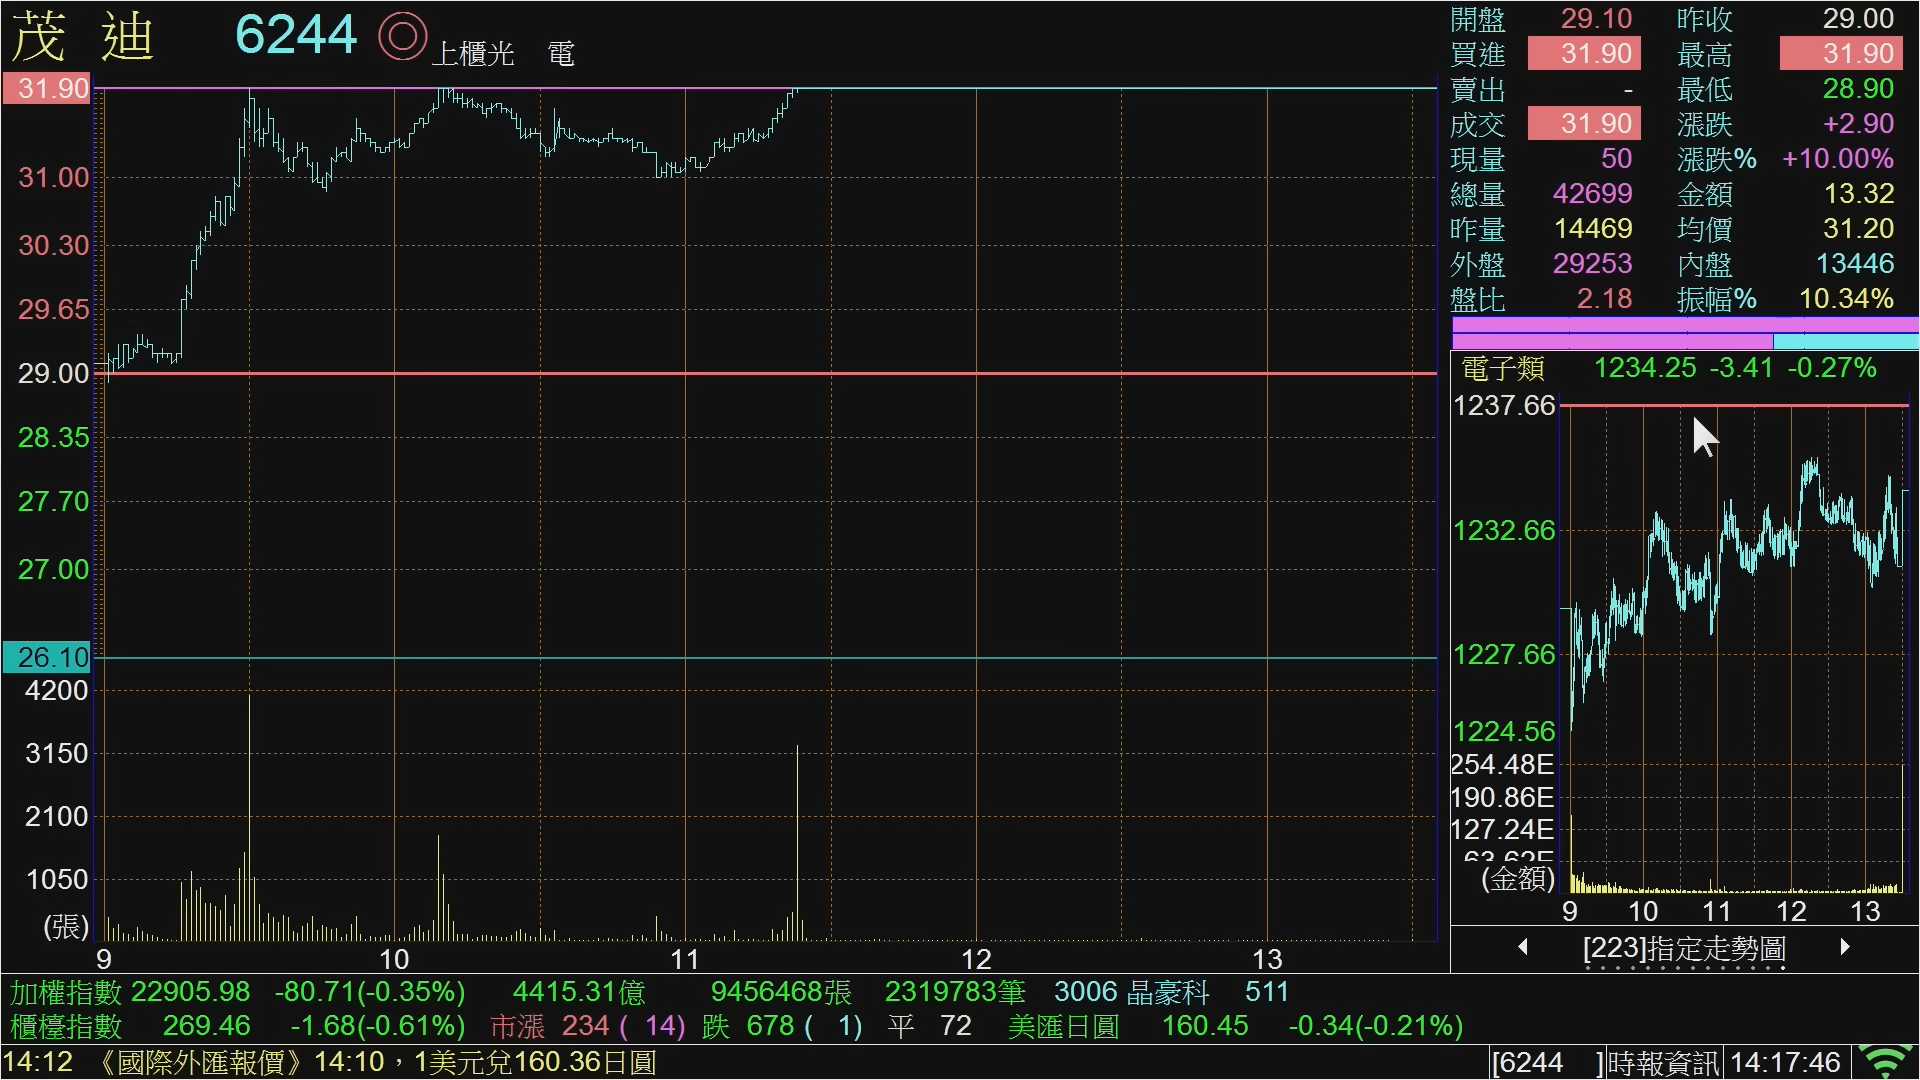 茂 迪 6244 上櫃光 電
31.90
31.00
30.30
29.65
29.00
28.35
27.70
27.00
26.10
4200
3150
2100
1050
(張)
9 10 11 12 13
開盤 29.10 昨收 29.00
買進 31.90 最高 31.90
賣出 - 最低 28.90
成交 31.90 漲跌 +2.90
現量 50 漲跌% +10.00%
總量 42699 金額 13.32
昨量 14469 均價 31.20
外盤 29253 內盤 13446
盤比 2.18 振幅% 10.34%
電子類 1234.25 -3.41 -0.27%
1237.66
1232.66
1227.66
1224.56
254.48E
190.86E
127.24E
63.62E
(金額)
9 10 11 12 13
[223]指定走勢圖
加權指數 22905.98 -80.71(-0.35%) 4415.31億 9456468張 2319783筆 3006 晶豪科 511
櫃檯指數 269.46 -1.68(-0.61%) 市漲 234 ( 14) 跌 678 ( 1) 平 72 美匯日圓 160.45 -0.34(-0.21%)
14:12 《國際外匯報價》14:10，1美元兌160.36日圓 [6244 ]時報資訊 14:17:46